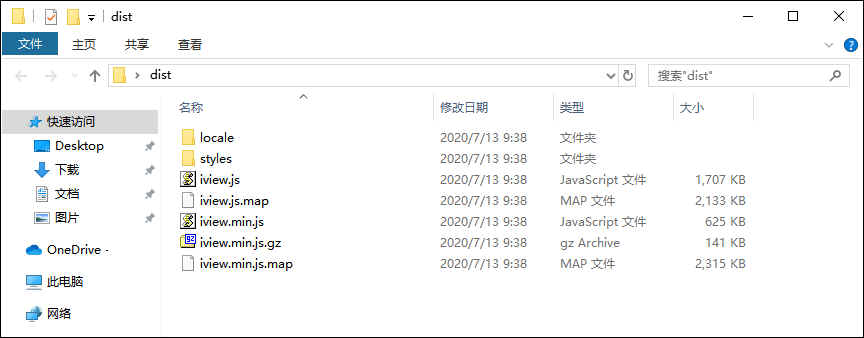 dist
文件 主页 共享 查看
dist 搜索"dist"
名称 修改日期 类型 大小
快速访问
Desktop
下载
文档
图片
OneDrive -
此电脑
网络
locale 2020/7/13 9:38 文件夹
styles 2020/7/13 9:38 文件夹
iview.js 2020/7/13 9:38 JavaScript 文件 1,707 KB
iview.js.map 2020/7/13 9:38 MAP 文件 2,133 KB
iview.min.js 2020/7/13 9:38 JavaScript 文件 625 KB
iview.min.js.gz 2020/7/13 9:38 gz Archive 141 KB
iview.min.js.map 2020/7/13 9:38 MAP 文件 2,315 KB